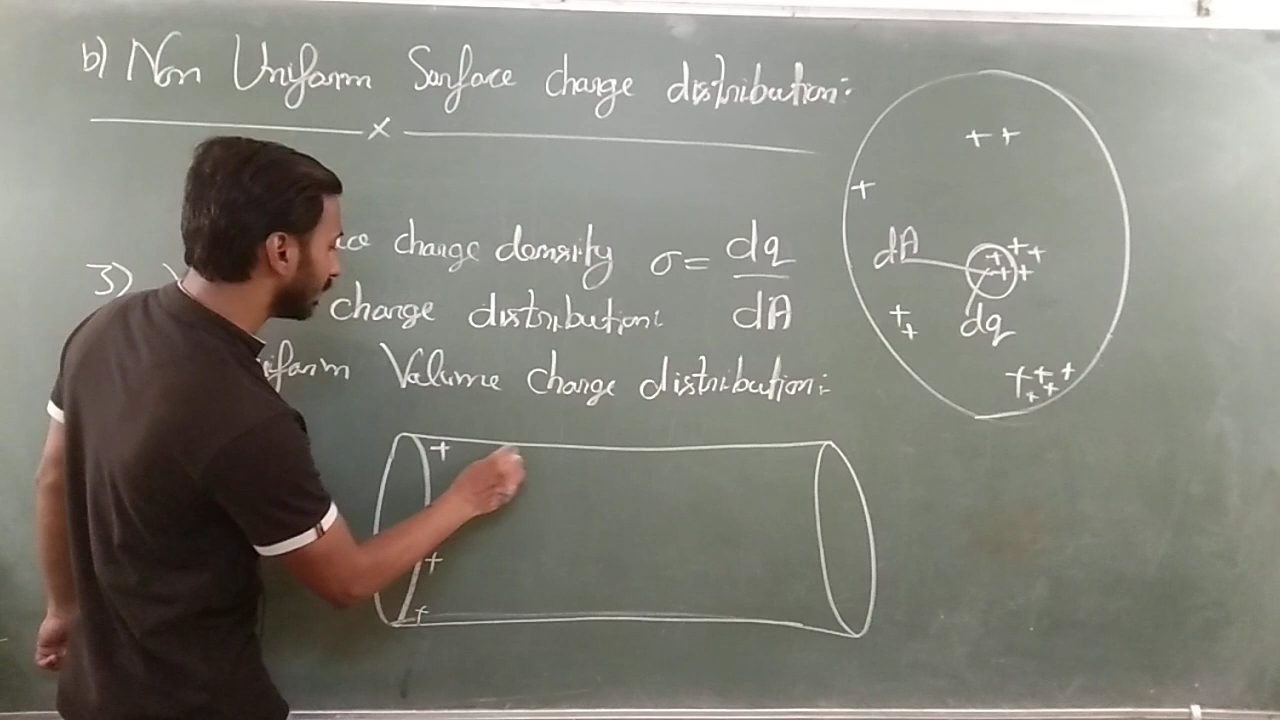 b) Non Uniform Surface charge distribution:
charge density σ = dq / dA
3)
charge distribution:
Volume charge distribution:
+ +
+
dA
+ + + + +
dq
+ +
+ + + + +
+
+
+